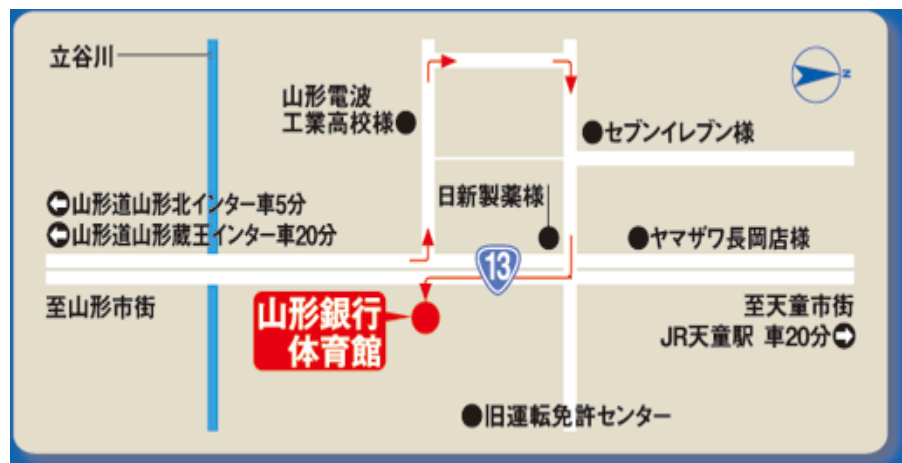 立谷川
N
山形電波
工業高校様
セブンイレブン様
山形道山形北インター車5分
山形道山形蔵王インター車20分
日新製薬様
ヤマザワ長岡店様
13
至山形市街
山形銀行
体育館
至天童市街
JR天童駅 車20分
旧運転免許センター